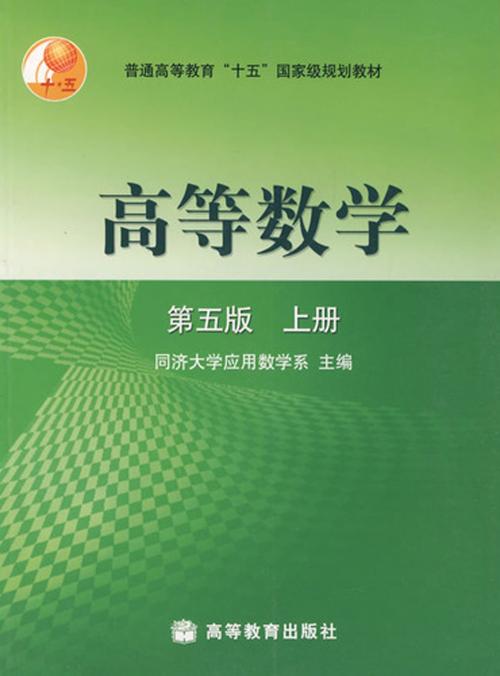 十·五
普通高等教育“十五”国家级规划教材
高等数学
第五版 上册
同济大学应用数学系 主编
高等教育出版社